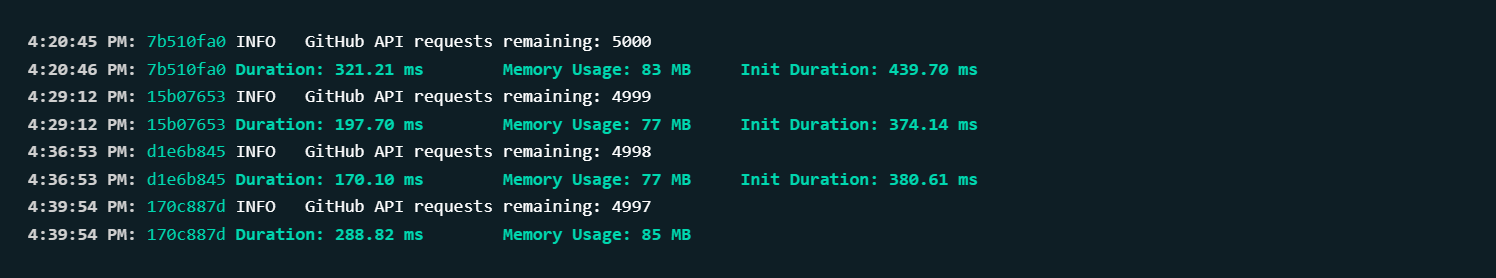 4:20:45 PM: 7b510fa0 INFO   GitHub API requests remaining: 5000
4:20:46 PM: 7b510fa0 Duration: 321.21 ms        Memory Usage: 83 MB     Init Duration: 439.70 ms
4:29:12 PM: 15b07653 INFO   GitHub API requests remaining: 4999
4:29:12 PM: 15b07653 Duration: 197.70 ms        Memory Usage: 77 MB     Init Duration: 374.14 ms
4:36:53 PM: d1e6b845 INFO   GitHub API requests remaining: 4998
4:36:53 PM: d1e6b845 Duration: 170.10 ms        Memory Usage: 77 MB     Init Duration: 380.61 ms
4:39:54 PM: 170c887d INFO   GitHub API requests remaining: 4997
4:39:54 PM: 170c887d Duration: 288.82 ms        Memory Usage: 85 MB